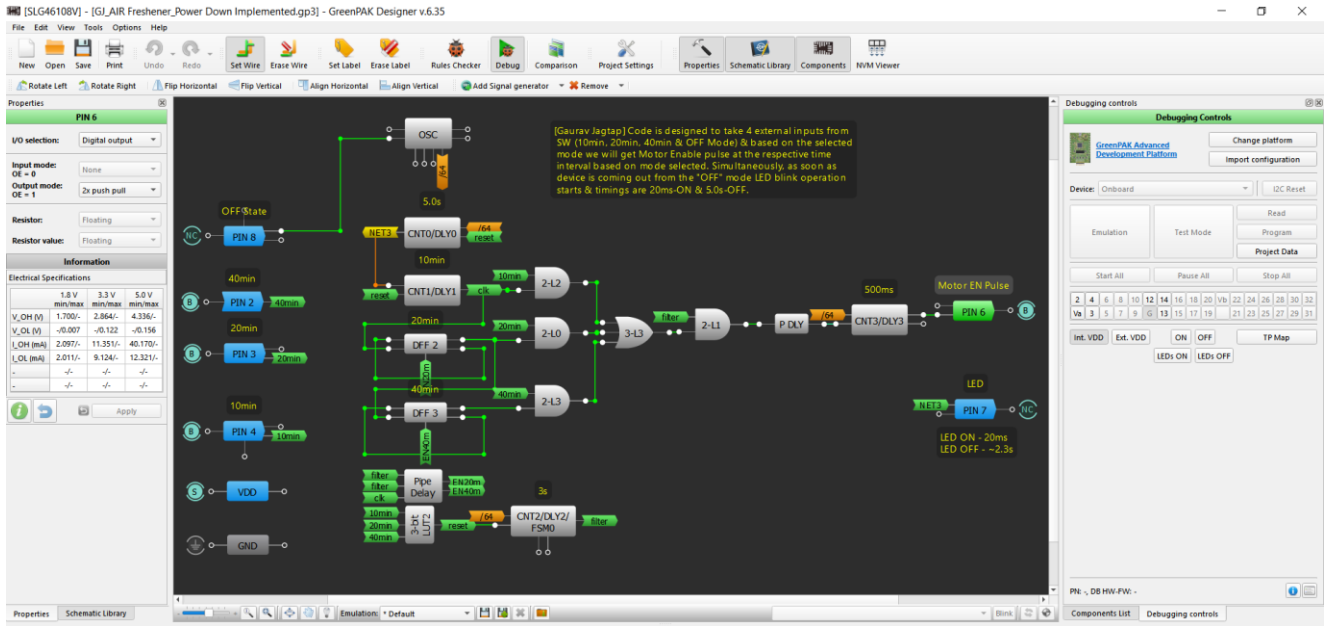 [SLG46108V] - [GJ_AIR Freshener_Power Down Implemented.gp3] - GreenPAK Designer v.6.35
File Edit View Tools Options Help
New Open Save Print Undo Redo Set Wire Erase Wire Set Label Erase Label Rules Checker Debug Comparison Project Settings Properties Schematic Library Components NVM Viewer
Rotate Left Rotate Right Flip Horizontal Flip Vertical Align Horizontal Align Vertical Add Signal generator Remove
Properties
PIN 6
I/O selection: Digital output
Input mode:
OE = 0
None
Output mode:
OE = 1
2x push pull
Resistor: Floating
Resistor value: Floating
Information
Electrical Specifications
1.8 V min/max 3.3 V min/max 5.0 V min/max
V_OH (V) 1.700/- 2.864/- 4.336/-
V_OL (V) -/0.007 -/0.122 -/0.156
I_OH (mA) 2.097/- 11.351/- 40.170/-
I_OL (mA) 2.011/- 9.124/- 12.321/-
- -/- -/- -/-
- -/- -/- -/-
Apply
Properties Schematic Library
OSC
/64
[Gaurav Jagtap] Code is designed to take 4 external inputs from
SW (10min, 20min, 40min & OFF Mode) & based on the selected
mode we will get Motor Enable pulse at the respective time
interval based on mode selected. Simultaneously, as soon as
device is coming out from the "OFF" mode LED blink operation
starts & timings are 20ms-ON & 5.0s-OFF.
OFF State
NC PIN 8
40min
B PIN 2 40min
20min
B PIN 3 20min
10min
B PIN 4 10min
S VDD
GND
5.0s
NET3 CNT0/DLY0 /64
reset
10min
reset CNT1/DLY1 clk
20min
DFF 2
EN20m
40min
DFF 3
EN40m
filter
filter
clk
Pipe
Delay
EN20m
EN40m
10min
20min
40min
3-bit
LUT2
reset
/64
3s
CNT2/DLY2/
FSM0
filter
10min 2-L2
20min 2-L0
40min 2-L3
3-L3
filter 2-L1
P DLY
/64
500ms
CNT3/DLY3
Motor EN Pulse
PIN 6 B
LED
NET3 PIN 7 NC
LED ON - 20ms
LED OFF - ~2.3s
Emulation: * Default
Blink
Debugging controls
Debugging Controls
GreenPAK Advanced
Development Platform
Change platform
Import configuration
Device: Onboard I2C Reset
Emulation Test Mode Read
Program
Project Data
Start All Pause All Stop All
2 4 6 8 10 12 14 16 18 20 Vb 22 24 26 28 30 32
Va 3 5 7 9 G 13 15 17 19 21 23 25 27 29 31
Int. VDD Ext. VDD ON OFF TP Map
LEDs ON LEDs OFF
PN: -, DB HW-FW: -
Components List Debugging controls